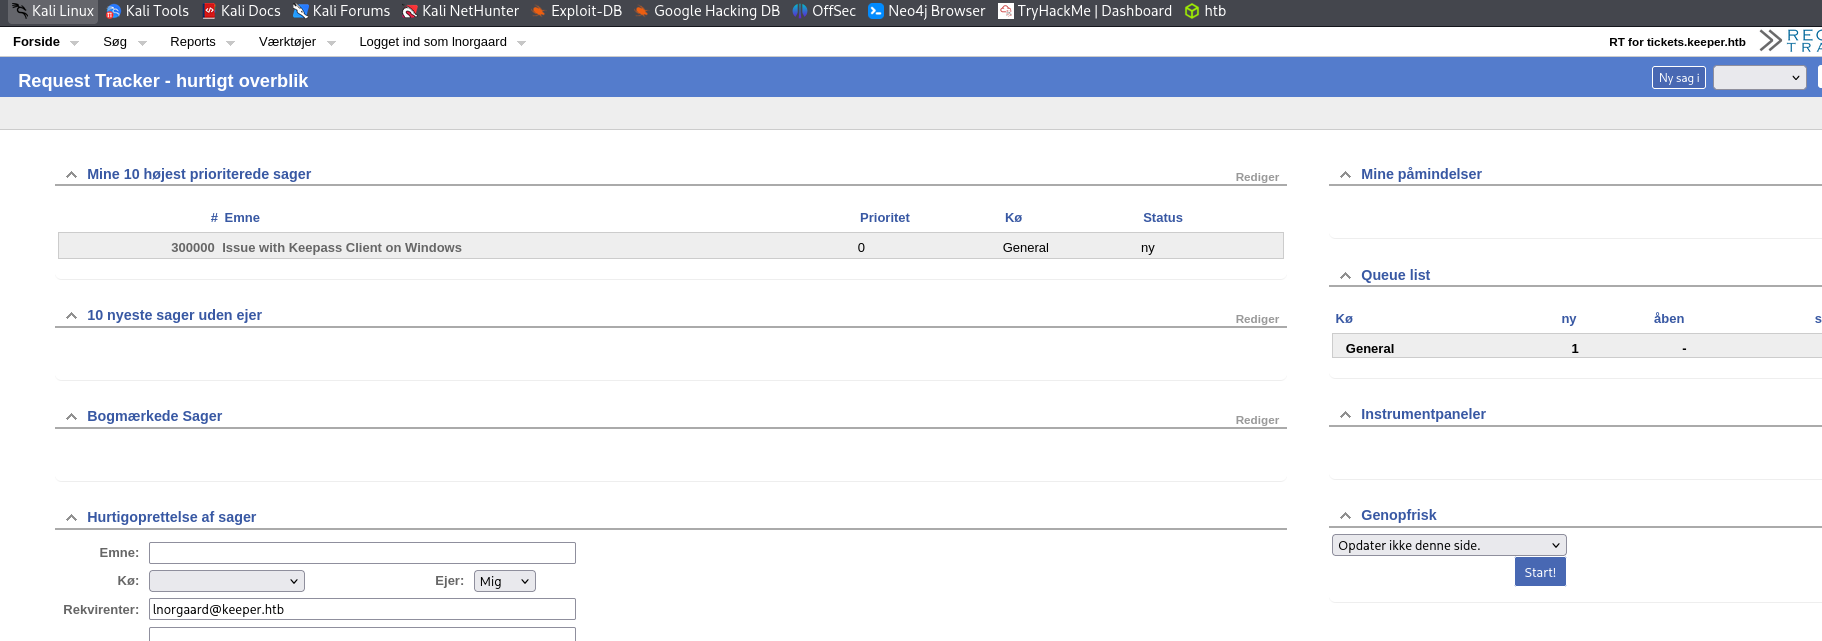 Kali Linux Kali Tools Kali Docs Kali Forums Kali NetHunter Exploit-DB Google Hacking DB OffSec Neo4j Browser TryHackMe | Dashboard htb
Forside Søg Reports Værktøjer Logget ind som lnorgaard RT for tickets.keeper.htb
Request Tracker - hurtigt overblik Ny sag i
Mine 10 højest prioriterede sager Rediger
# Emne Prioritet Kø Status
300000 Issue with Keepass Client on Windows 0 General ny
10 nyeste sager uden ejer Rediger
Bogmærkede Sager Rediger
Hurtigoprettelse af sager
Emne:
Kø: Ejer: Mig
Rekvirenter: lnorgaard@keeper.htb
Mine påmindelser
Queue list
Kø ny åben
General 1 -
Instrumentpaneler
Genopfrisk
Opdater ikke denne side.
Start!